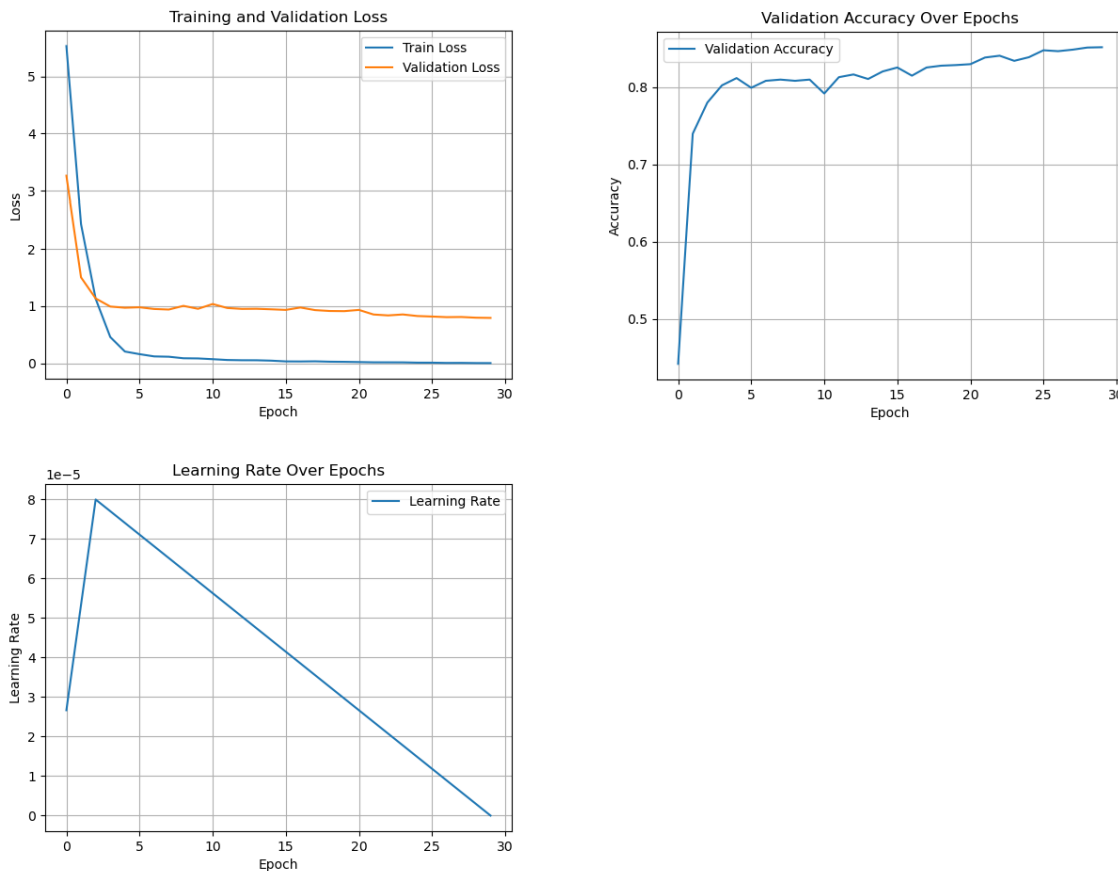 Training and Validation Loss
Train Loss
Validation Loss
5
4
3
2
1
0
Loss
0 5 10 15 20 25 30
Epoch
Validation Accuracy Over Epochs
Validation Accuracy
0.8
0.7
0.6
0.5
Accuracy
0 5 10 15 20 25 30
Epoch
Learning Rate Over Epochs
1e−5
Learning Rate
8
7
6
5
4
3
2
1
0
Learning Rate
0 5 10 15 20 25 30
Epoch